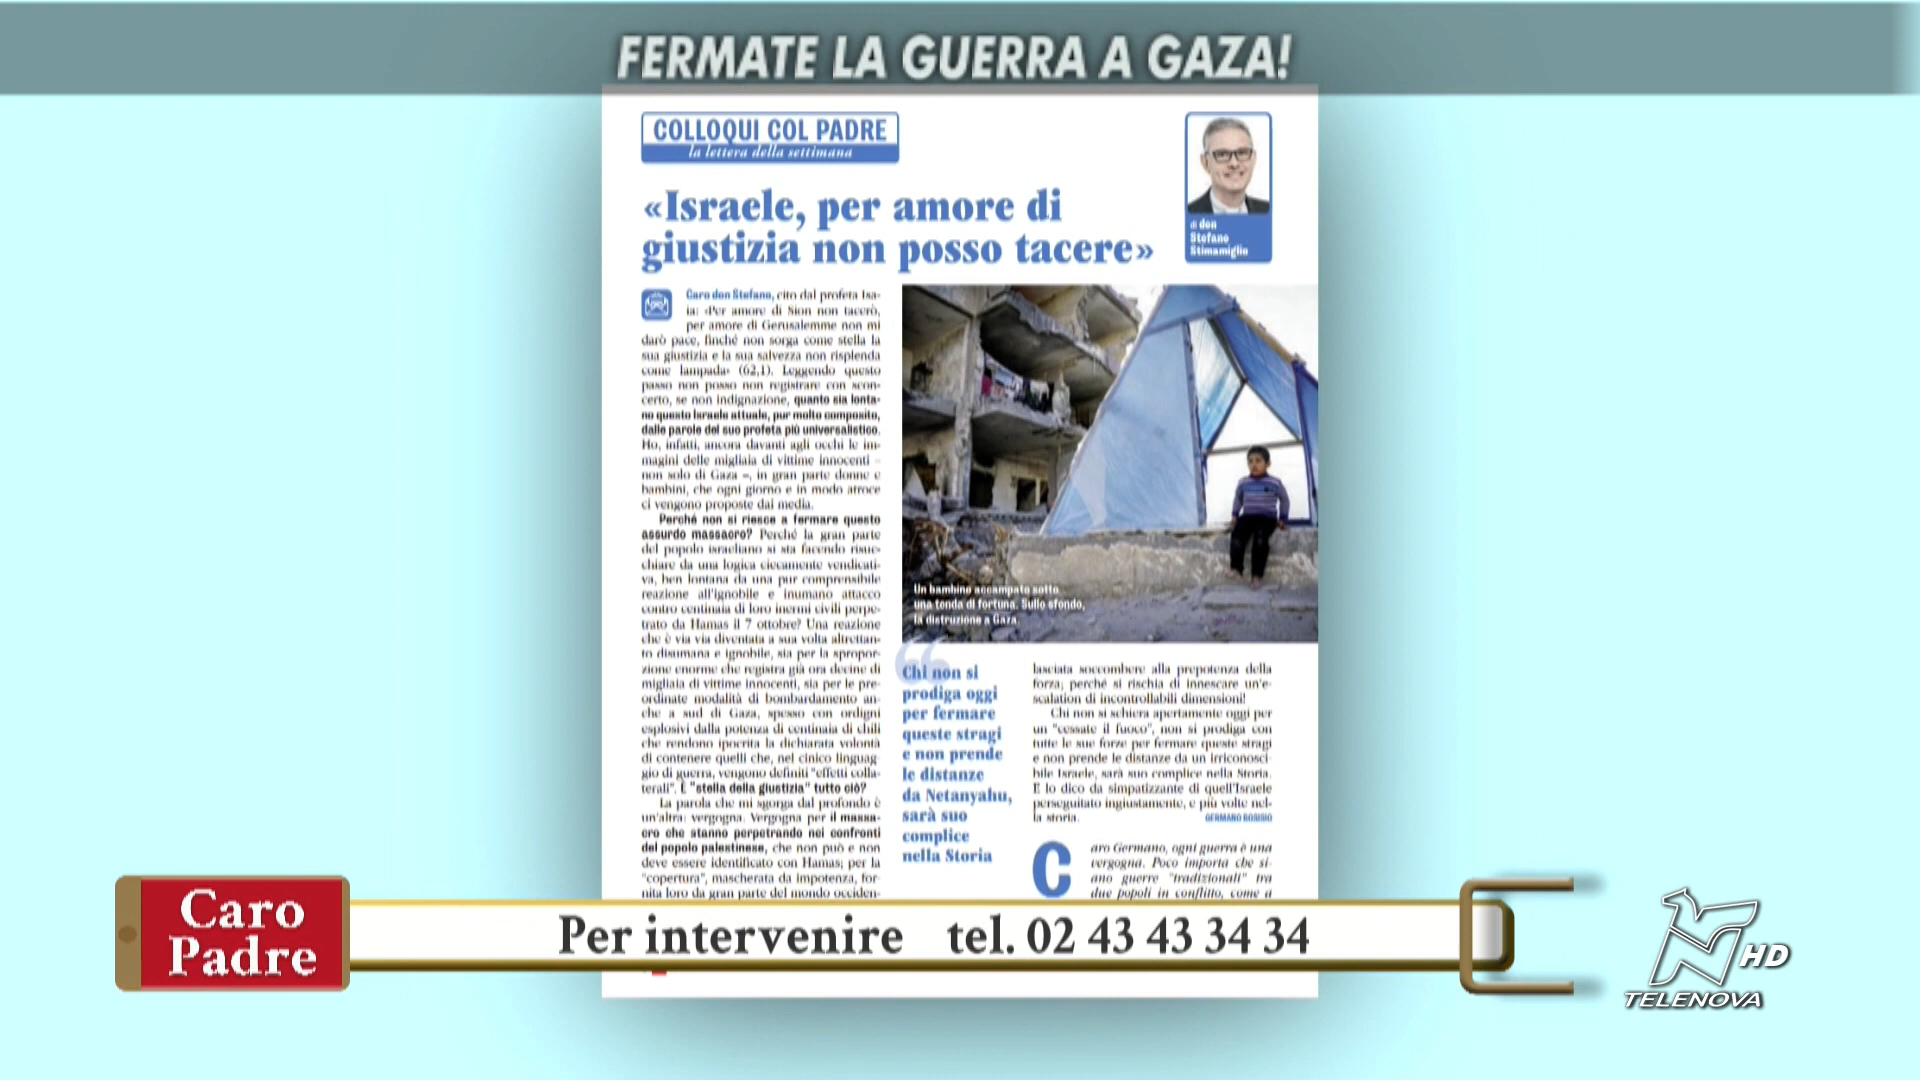 FERMATE LA GUERRA A GAZA!
COLLOQUI COL PADRE
la lettera della settimana
di don
Stefano
Stimamiglio
«Israele, per amore di
giustizia non posso tacere»
Caro don Stefano, cito dal profeta Isa-
ia: «Per amore di Sion non tacerò,
per amore di Gerusalemme non mi
darò pace, finché non sorga come stella la
sua giustizia e la sua salvezza non risplenda
come lampada» (62,1). Leggendo questo
passo non posso non registrare con scon-
certo, se non indignazione, quanto sia lonta-
no questo Israele attuale, pur molto composito,
dalle parole del suo profeta più universalistico.
Ho, infatti, ancora davanti agli occhi le im-
magini delle migliaia di vittime innocenti –
non solo di Gaza –, in gran parte donne e
bambini, che ogni giorno e in modo atroce
ci vengono proposte dai media.
Perché non si riesce a fermare questo
assurdo massacro? Perché la gran parte
del popolo israeliano si sta facendo risuc-
chiare da una logica ciecamente vendicati-
va, ben lontana da una pur comprensibile
reazione all'ignobile e inumano attacco
contro centinaia di loro inermi civili perpe-
trato da Hamas il 7 ottobre? Una reazione
che è via via diventata a sua volta altrettan-
to disumana e ignobile, sia per la spropor-
zione enorme che registra già ora decine di
migliaia di vittime innocenti, sia per le pre-
ordinate modalità di bombardamento an-
che a sud di Gaza, spesso con ordigni
esplosivi dalla potenza di centinaia di chili
che rendono ipocrita la dichiarata volontà
di contenere quelli che, nel cinico linguag-
gio di guerra, vengono definiti "effetti colla-
terali". È "stella della giustizia" tutto ciò?
La parola che mi sgorga dal profondo è
un'altra: vergogna. Vergogna per il massa-
cro che stanno perpetrando nei confronti
del popolo palestinese, che non può e non
deve essere identificato con Hamas; per la
"copertura", mascherata da impotenza, for-
nita loro da gran parte del mondo occiden-
Un bambino accampato sotto
una tenda di fortuna. Sullo sfondo,
la distruzione a Gaza.
Chi non si
prodiga oggi
per fermare
queste stragi
e non prende
le distanze
da Netanyahu,
sarà suo
complice
nella Storia
lasciata soccombere alla prepotenza della
forza; perché si rischia di innescare un'e-
scalation di incontrollabili dimensioni!
Chi non si schiera apertamente oggi per
un "cessate il fuoco", non si prodiga con
tutte le sue forze per fermare queste stragi
e non prende le distanze da un irriconosci-
bile Israele, sarà suo complice nella Storia.
E lo dico da simpatizzante di quell'Israele
perseguitato ingiustamente, e più volte nel-
la storia.
GERMANO BOSISIO
Caro Germano, ogni guerra è una
vergogna. Poco importa che si-
ano guerre "tradizionali" tra
due popoli in conflitto, come a
Caro
Padre
Per intervenire tel. 02 43 43 34 34
HD
TELENOVA